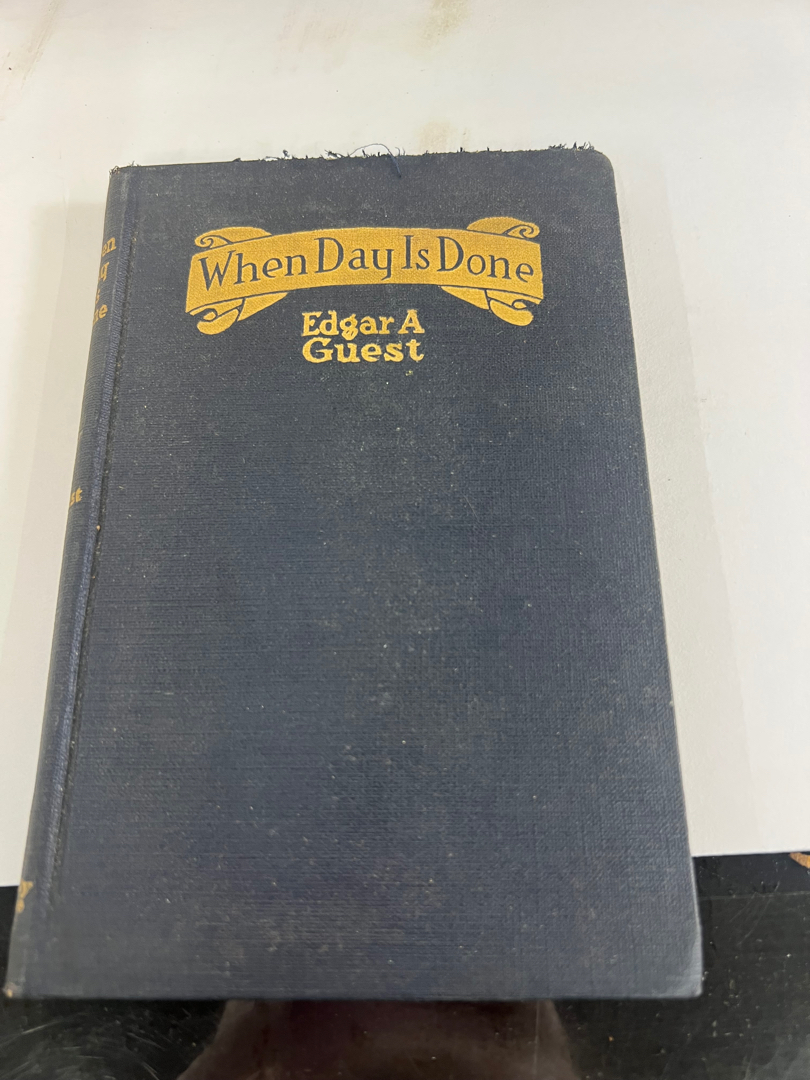 When Day Is Done
Edgar A
Guest